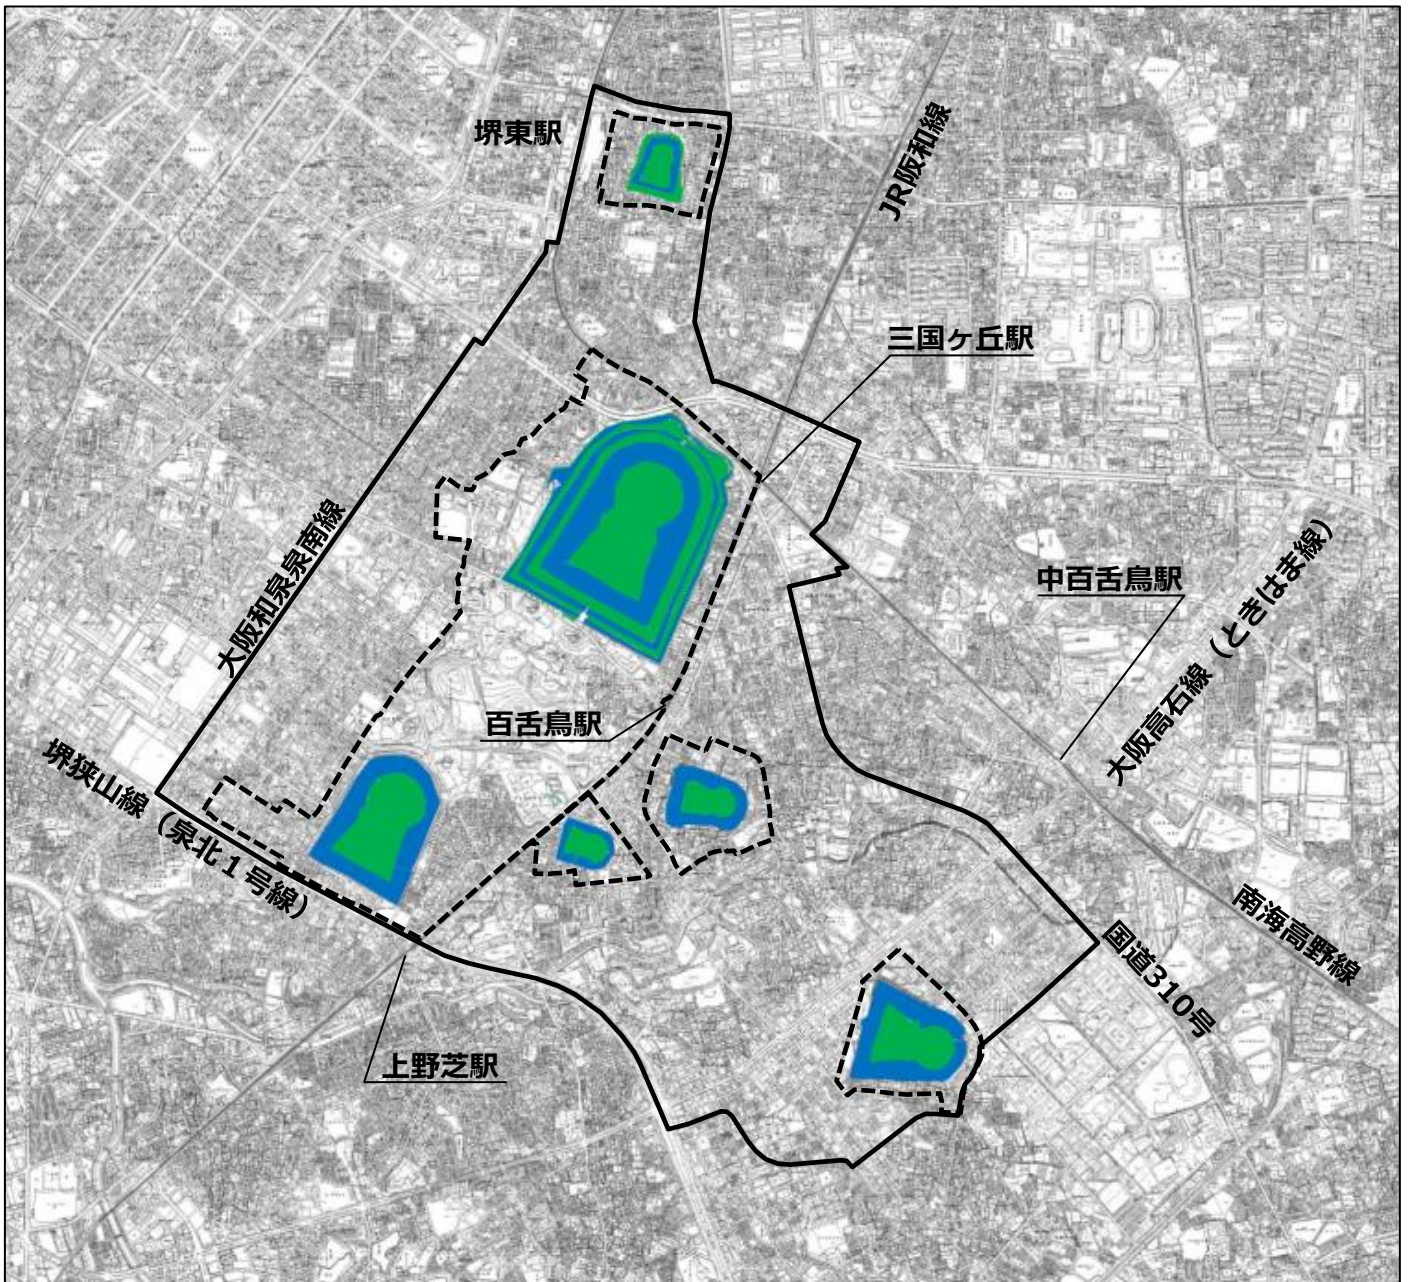 堺東駅
JR阪和線
三国ヶ丘駅
大阪和泉泉南線
中百舌鳥駅
大阪高石線（ときはま線）
百舌鳥駅
堺狭山線（泉北１号線）
南海高野線
国道310号
上野芝駅